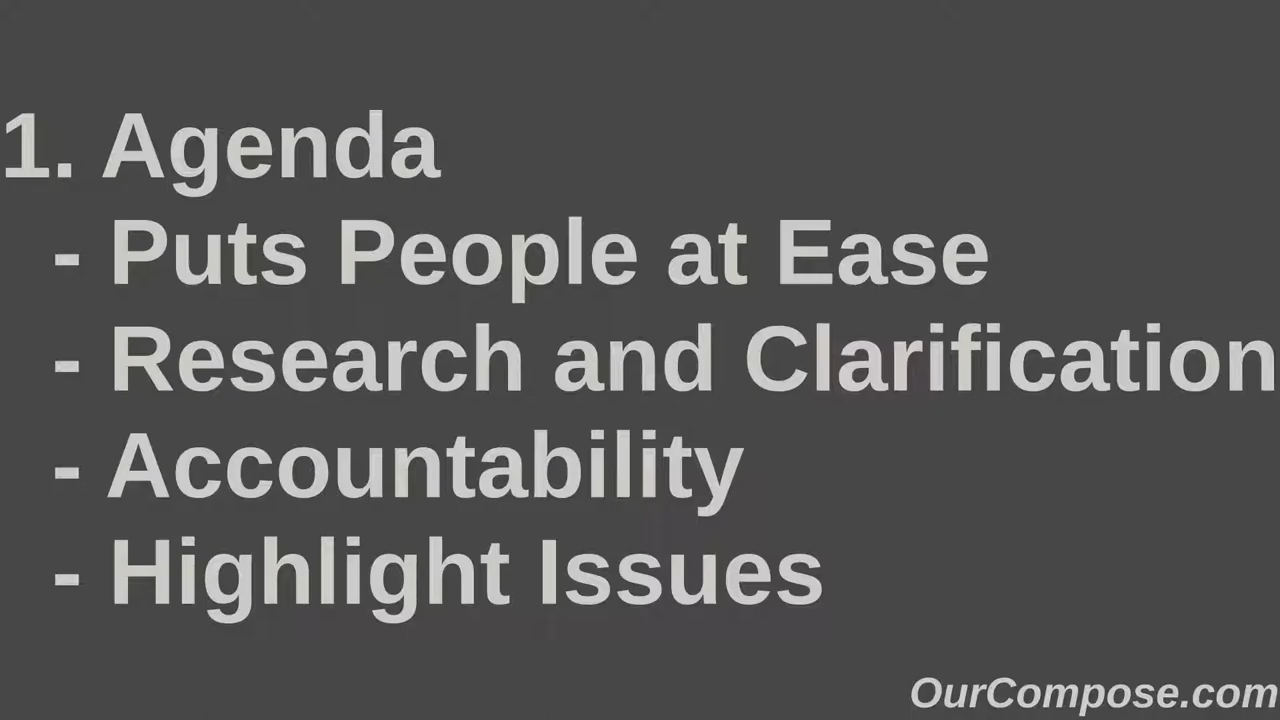 1. Agenda
- Puts People at Ease
- Research and Clarification
- Accountability
- Highlight Issues
OurCompose.com